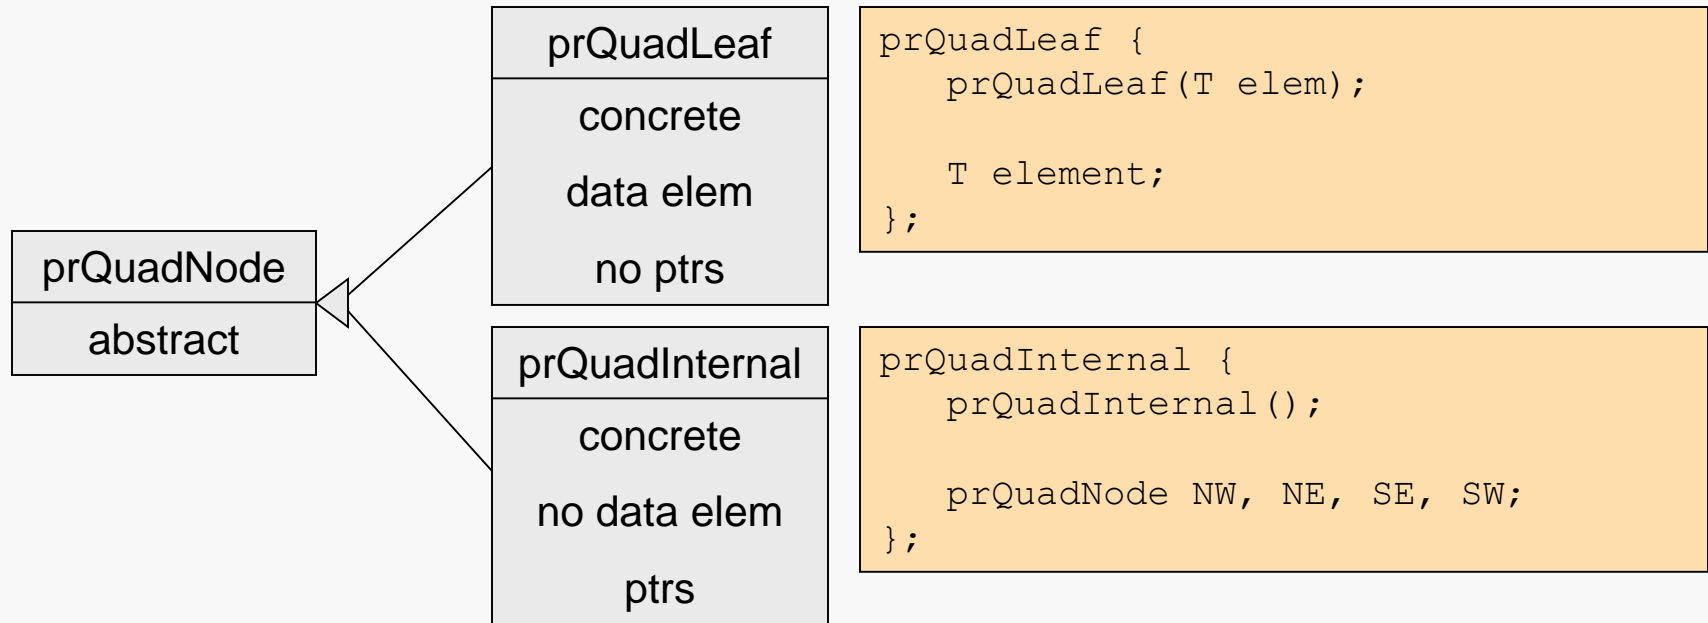 prQuadNode
abstract
prQuadLeaf
concrete
data elem
no ptrs
prQuadInternal
concrete
no data elem
ptrs
prQuadLeaf {
prQuadLeaf(T elem);
T element;
};
prQuadInternal {
prQuadInternal();
prQuadNode NW, NE, SE, SW;
};